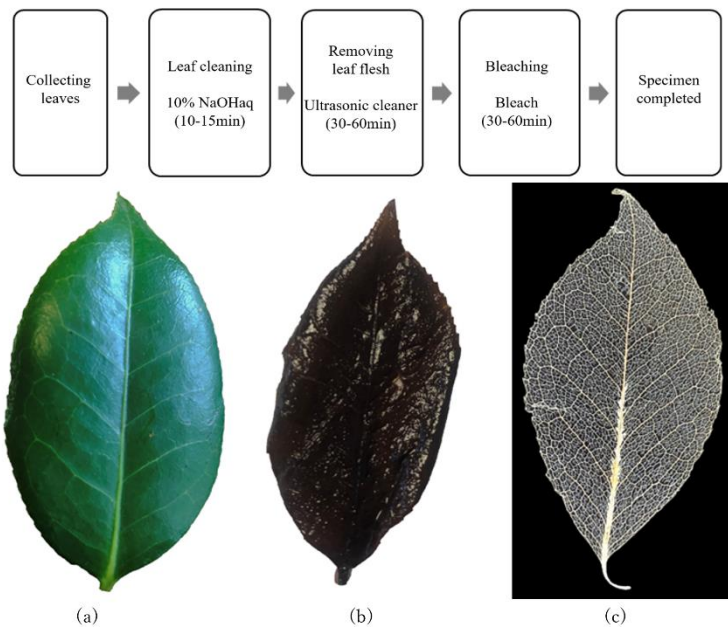 Collecting
leaves
Leaf cleaning
10% NaOHaq
(10-15min)
Removing
leaf flesh
Ultrasonic cleaner
(30-60min)
Bleaching
Bleach
(30-60min)
Specimen
completed
(a)
(b)
(c)